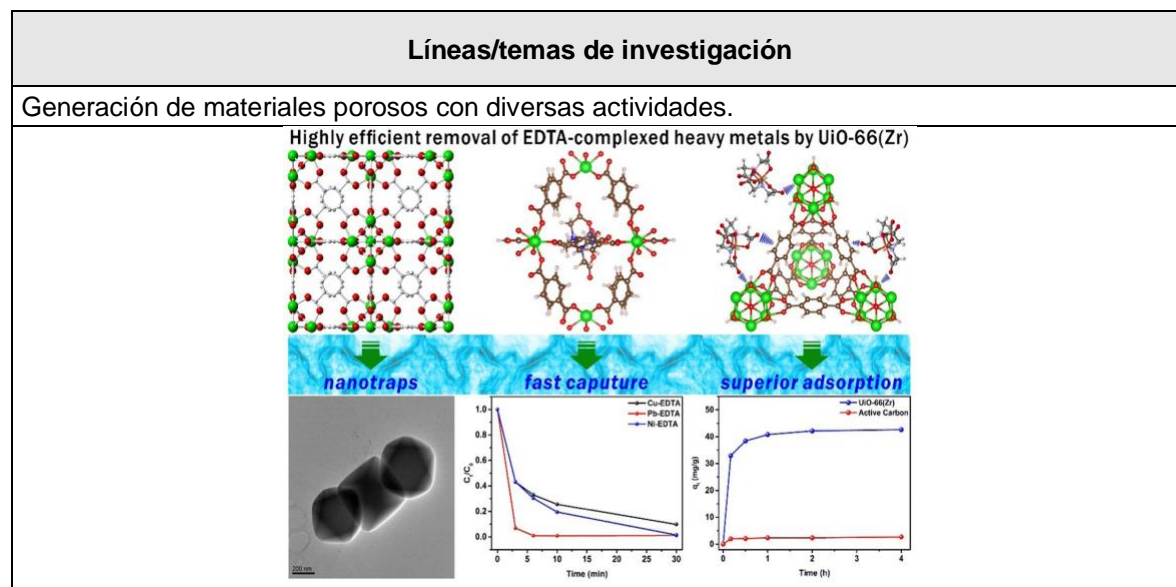 Líneas/temas de investigación
Generación de materiales porosos con diversas actividades.
Highly efficient removal of EDTA-complexed heavy metals by UiO-66(Zr)
nanotraps
fast caputure
superior adsorption
200 nm
Cu-EDTA
Pb-EDTA
Ni-EDTA
1.0
0.8
0.6
0.4
0.2
0.0
Ct/C0
0 5 10 15 20 25 30
Time (min)
UiO-66(Zr)
Active Carbon
50
40
30
20
10
0
qt (mg/g)
0 1 2 3 4
Time (h)